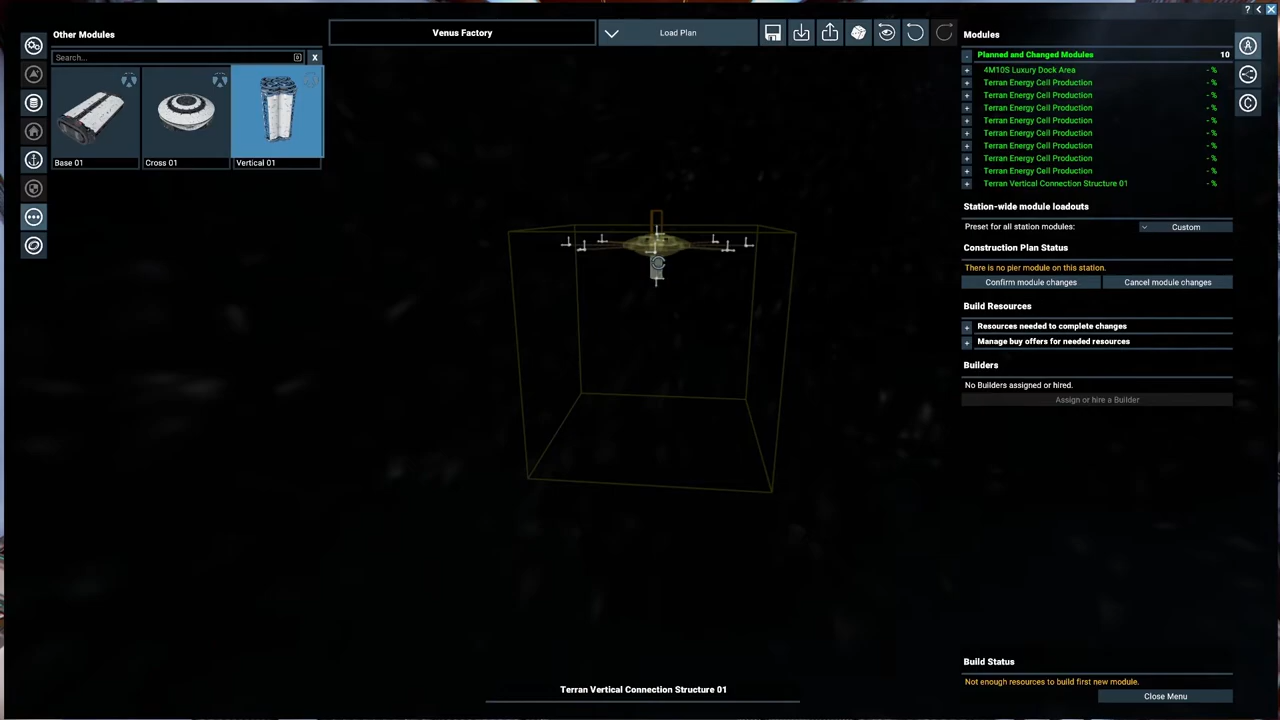 Other Modules
Search...
X
Base 01
Cross 01
Vertical 01
Venus Factory
Load Plan
?
Modules
- Planned and Changed Modules 10
+ 4M10S Luxury Dock Area - %
+ Terran Energy Cell Production - %
+ Terran Energy Cell Production - %
+ Terran Energy Cell Production - %
+ Terran Energy Cell Production - %
+ Terran Energy Cell Production - %
+ Terran Energy Cell Production - %
+ Terran Energy Cell Production - %
+ Terran Energy Cell Production - %
+ Terran Vertical Connection Structure 01 - %
Station-wide module loadouts
Preset for all station modules: Custom
Construction Plan Status
There is no pier module on this station.
Confirm module changes Cancel module changes
Build Resources
+ Resources needed to complete changes
+ Manage buy offers for needed resources
Builders
No Builders assigned or hired.
Assign or hire a Builder
Build Status
Not enough resources to build first new module.
Close Menu
Terran Vertical Connection Structure 01